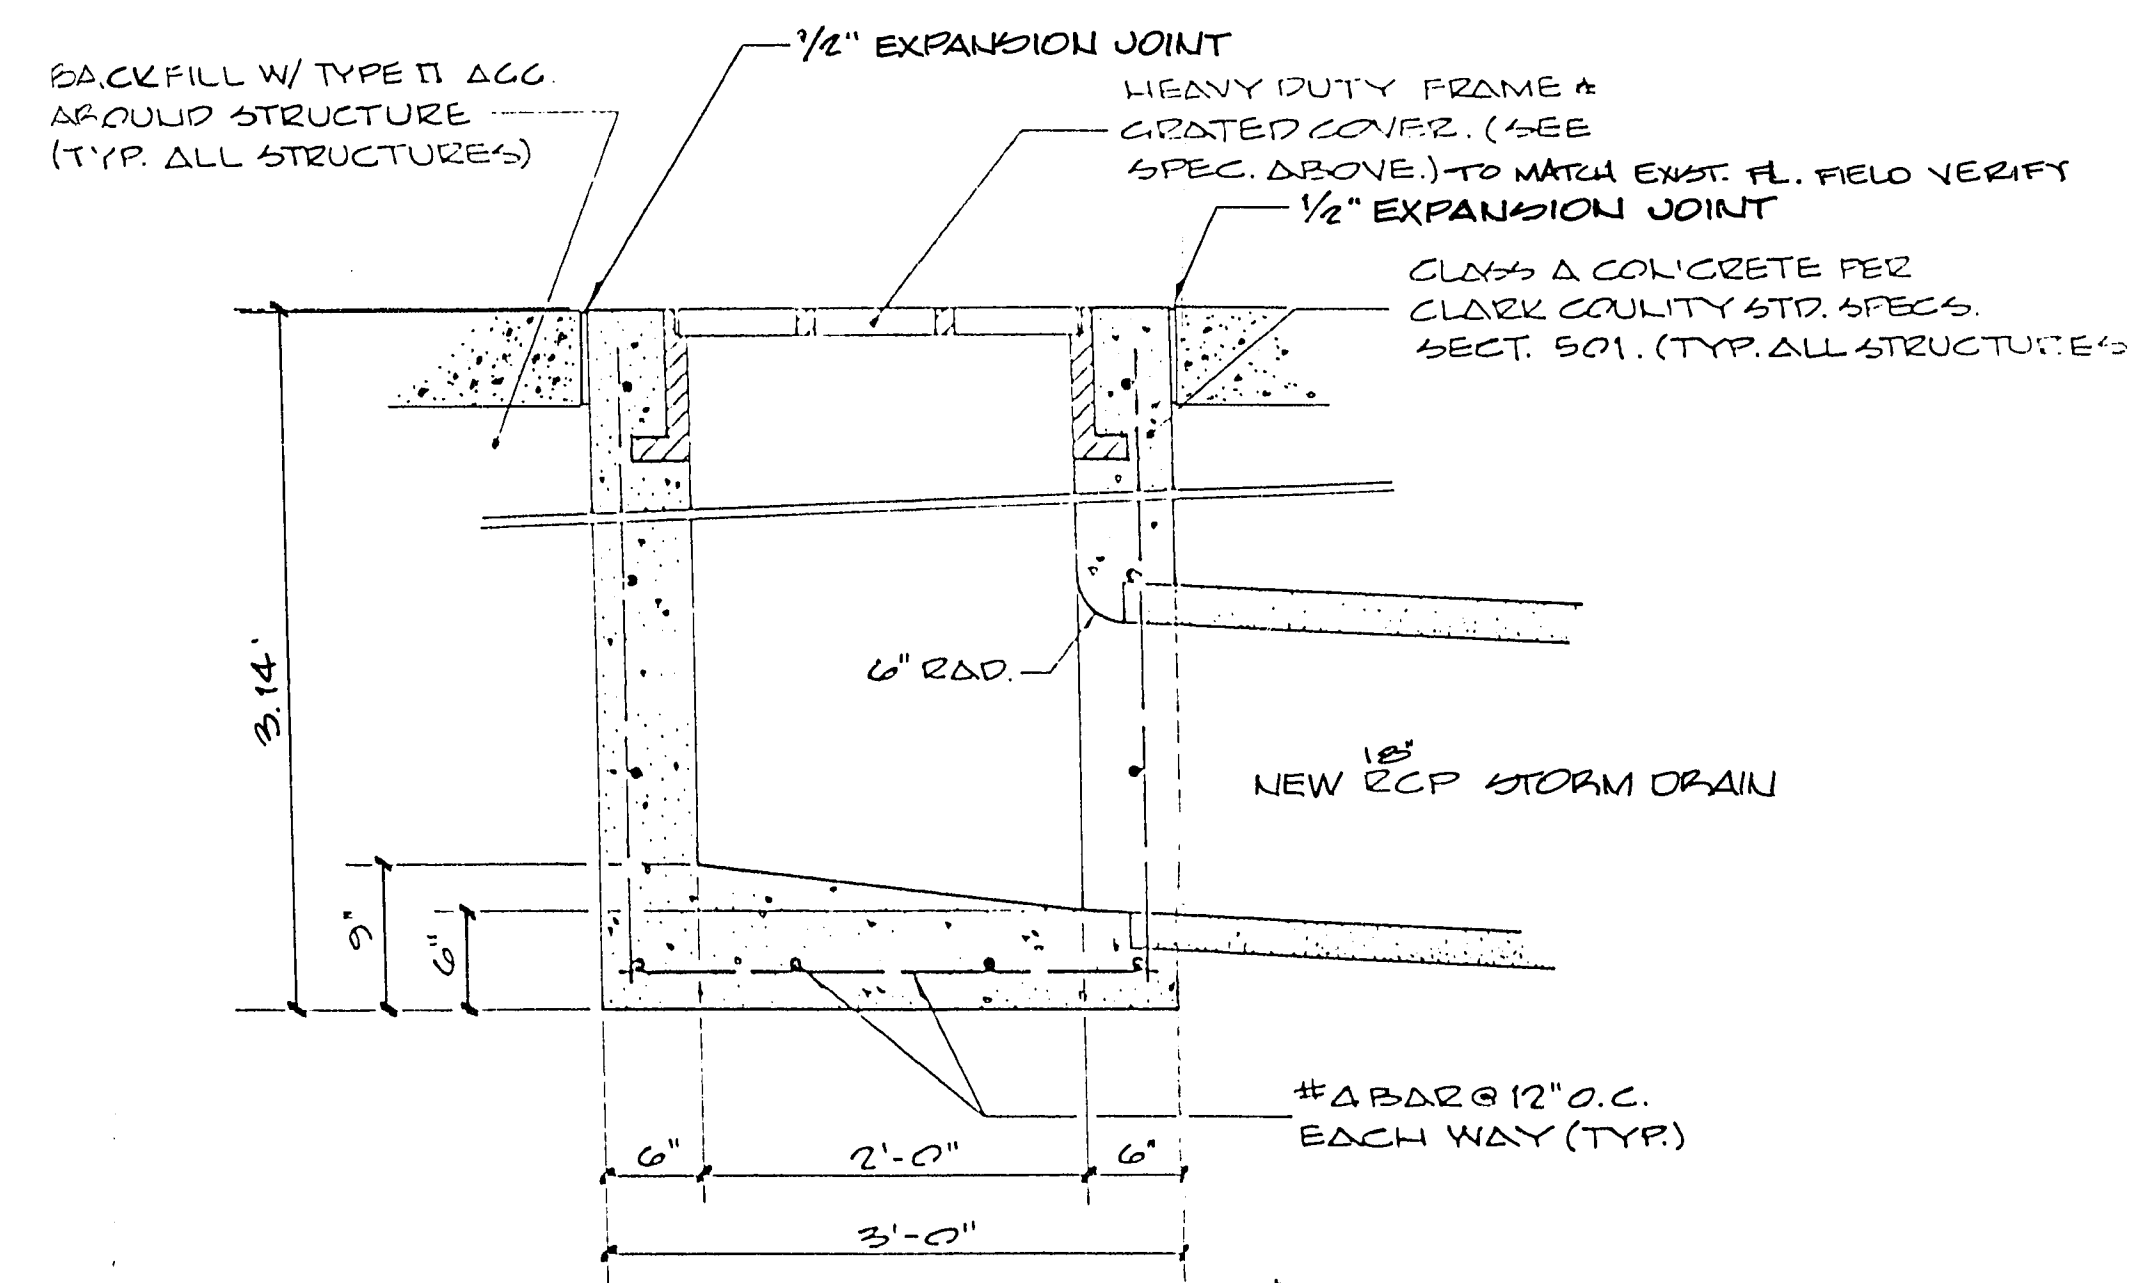 1/2" EXPANSION JOINT
BACKFILL W/ TYPE II AGG.
AROUND STRUCTURE
(TYP. ALL STRUCTURES)
HEAVY DUTY FRAME &
GRATED COVER. (SEE
SPEC. ABOVE.) TO MATCH EXIST. FL. FIELD VERIFY
1/2" EXPANSION JOINT
CLASS A CONCRETE PER
CLARK COUNTY STD. SPECS.
SECT. 501. (TYP. ALL STRUCTURES
3.14'
6" RAD.
18"
NEW RCP STORM DRAIN
9"
6"
#4 BAR @ 12" O.C.
EACH WAY (TYP.)
6"
2'-0"
6"
3'-0"